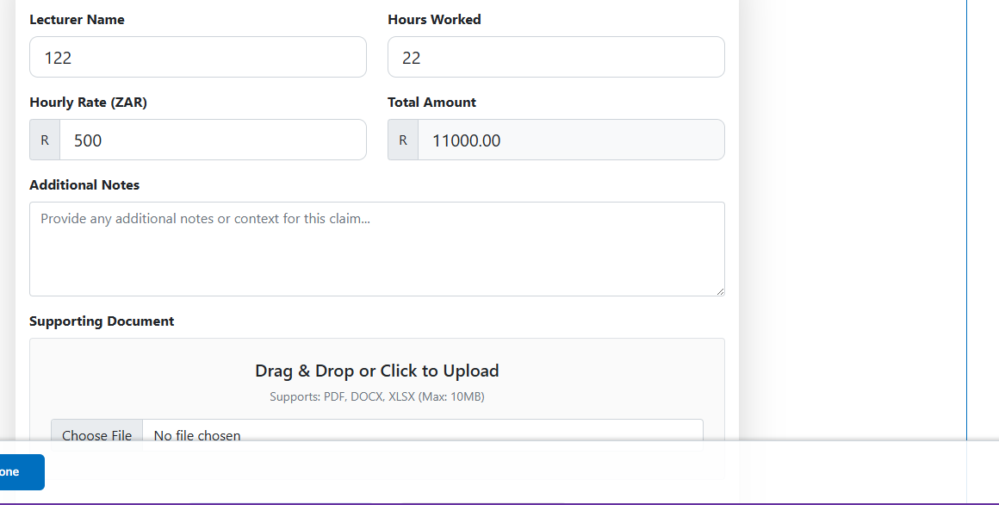 Lecturer Name
Hours Worked
122
22
Hourly Rate (ZAR)
Total Amount
R 500
R 11000.00
Additional Notes
Provide any additional notes or context for this claim...
Supporting Document
Drag & Drop or Click to Upload
Supports: PDF, DOCX, XLSX (Max: 10MB)
Choose File No file chosen
one